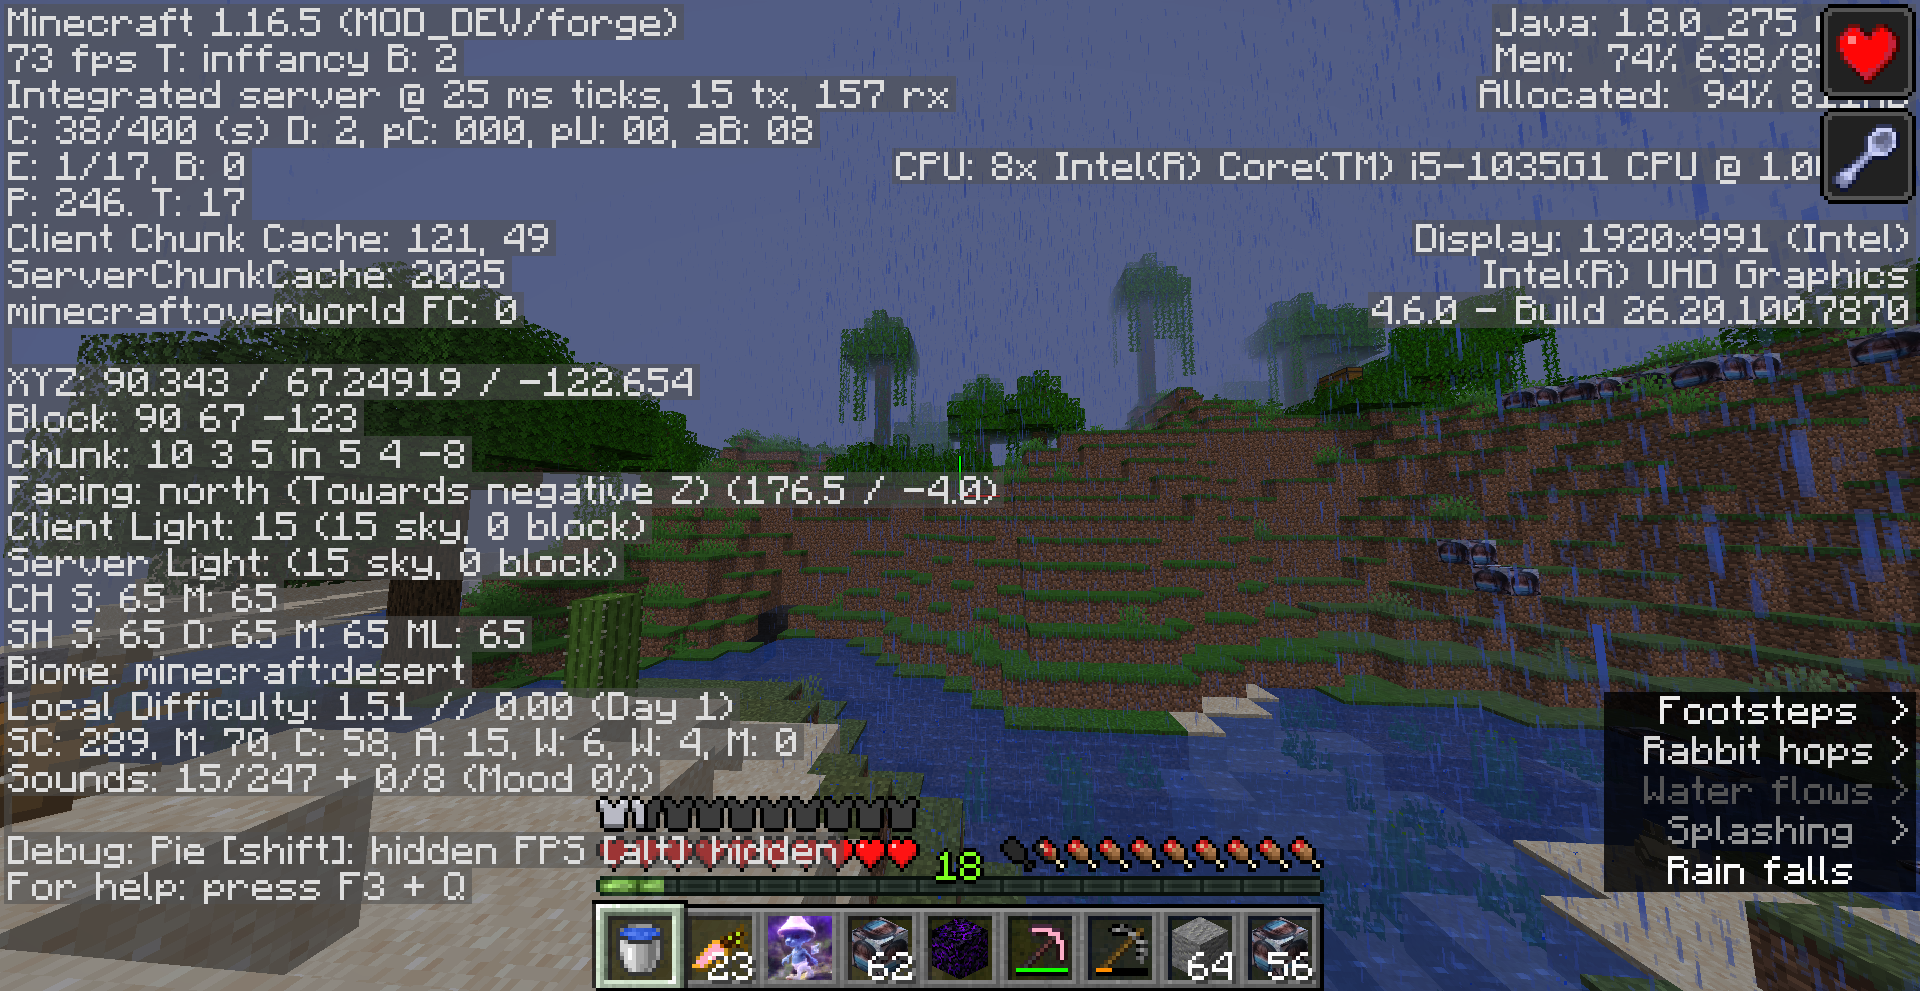 Minecraft 1.16.5 (MOD_DEV/forge)
73 fps T: inffancy B: 2
Integrated server @ 25 ms ticks, 15 tx, 157 rx
C: 38/400 (s) D: 2, pC: 000, pU: 00, aB: 08
E: 1/17, B: 0
P: 246. T: 17
Client Chunk Cache: 121, 49
ServerChunkCache: 2025
minecraft:overworld FC: 0
XYZ: 90.343 / 67.24919 / -122.654
Block: 90 67 -123
Chunk: 10 3 5 in 5 4 -8
Facing: north (Towards negative Z) (176.5 / -4.0)
Client Light: 15 (15 sky, 0 block)
Server Light: (15 sky, 0 block)
CH S: 65 M: 65
SH S: 65 O: 65 M: 65 ML: 65
Biome: minecraft:desert
Local Difficulty: 1.51 // 0.00 (Day 1)
SC: 289, M: 70, C: 58, A: 15, W: 6, W: 4, M: 0
Sounds: 15/247 + 0/8 (Mood 0%)
Debug: Pie [shift]: hidden FPS [alt]: hidden
For help: press F3 + Q
Java: 1.8.0_275
Mem: 74% 638/8
Allocated: 94%
CPU: 8x Intel(R) Core(TM) i5-1035G1 CPU @ 1.0
Display: 1920x991 (Intel)
Intel(R) UHD Graphics
4.6.0 - Build 26.20.100.7870
Footsteps >
Rabbit hops >
Water flows >
Splashing >
Rain falls
18
23
62
64
56